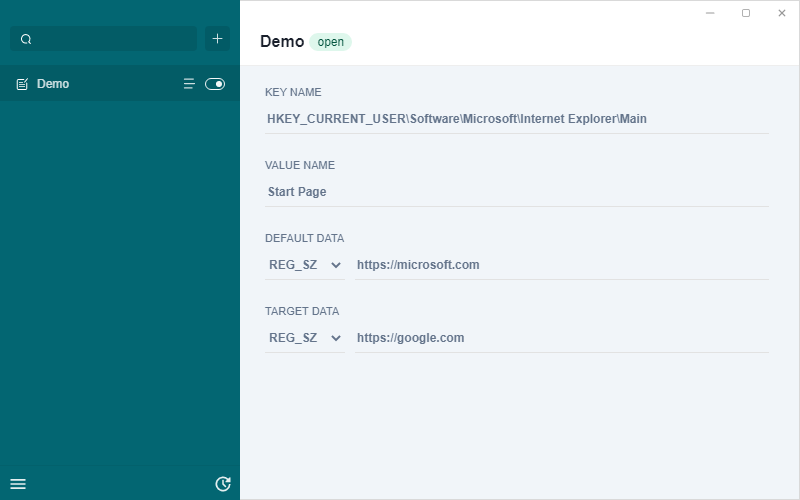 Demo
Demo open
KEY NAME
HKEY_CURRENT_USER\Software\Microsoft\Internet Explorer\Main
VALUE NAME
Start Page
DEFAULT DATA
REG_SZ https://microsoft.com
TARGET DATA
REG_SZ https://google.com